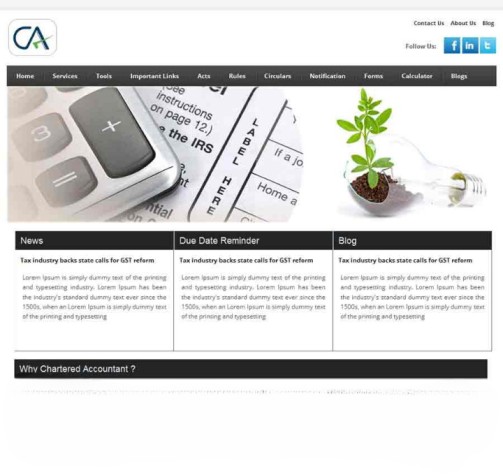 Contact Us About Us Blog
CA
Follow Us: f in t
Home Services Tools Important Links Acts Rules Circulars Notification Forms Calculater Blogs
(See
instructions
on page 12.)
the IRS
LABEL
HERE
If a jo
Home a
3
+
=
News
Tax industry backs state calls for GST reform
Lorem Ipsum is simply dummy text of the printing
and typesetting industry. Lorem Ipsum has been
the industry's standard dummy text ever since the
1500s, when an Lorem Ipsum is simply dummy text
of the printing and typesetting
Due Date Reminder
Tax industry backs state calls for GST reform
Lorem Ipsum is simply dummy text of the printing
and typesetting industry. Lorem Ipsum has been
the industry's standard dummy text ever since the
1500s, when an Lorem Ipsum is simply dummy text
of the printing and typesetting
Blog
Tax industry backs state calls for GST reform
Lorem Ipsum is simply dummy text of the printing
and typesetting industry. Lorem Ipsum has been
the industry's standard dummy text ever since the
1500s, when an Lorem Ipsum is simply dummy text
of the printing and typesetting
Why Chartered Accountant ?